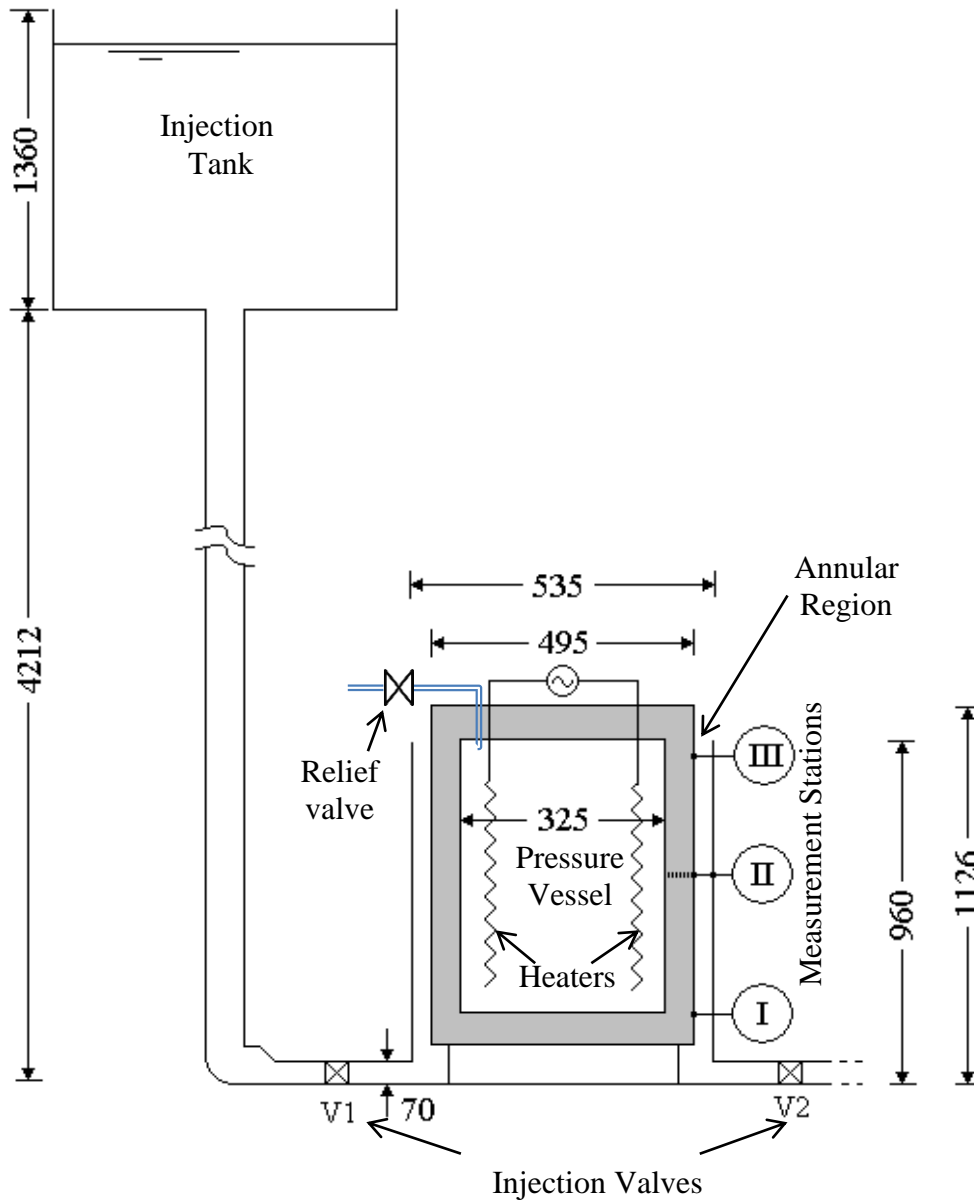 1360
Injection
Tank
4212
535
495
Annular
Region
Relief
valve
325
Pressure
Vessel
Heaters
III
II
I
Measurement Stations
960
1126
V1
70
V2
Injection Valves